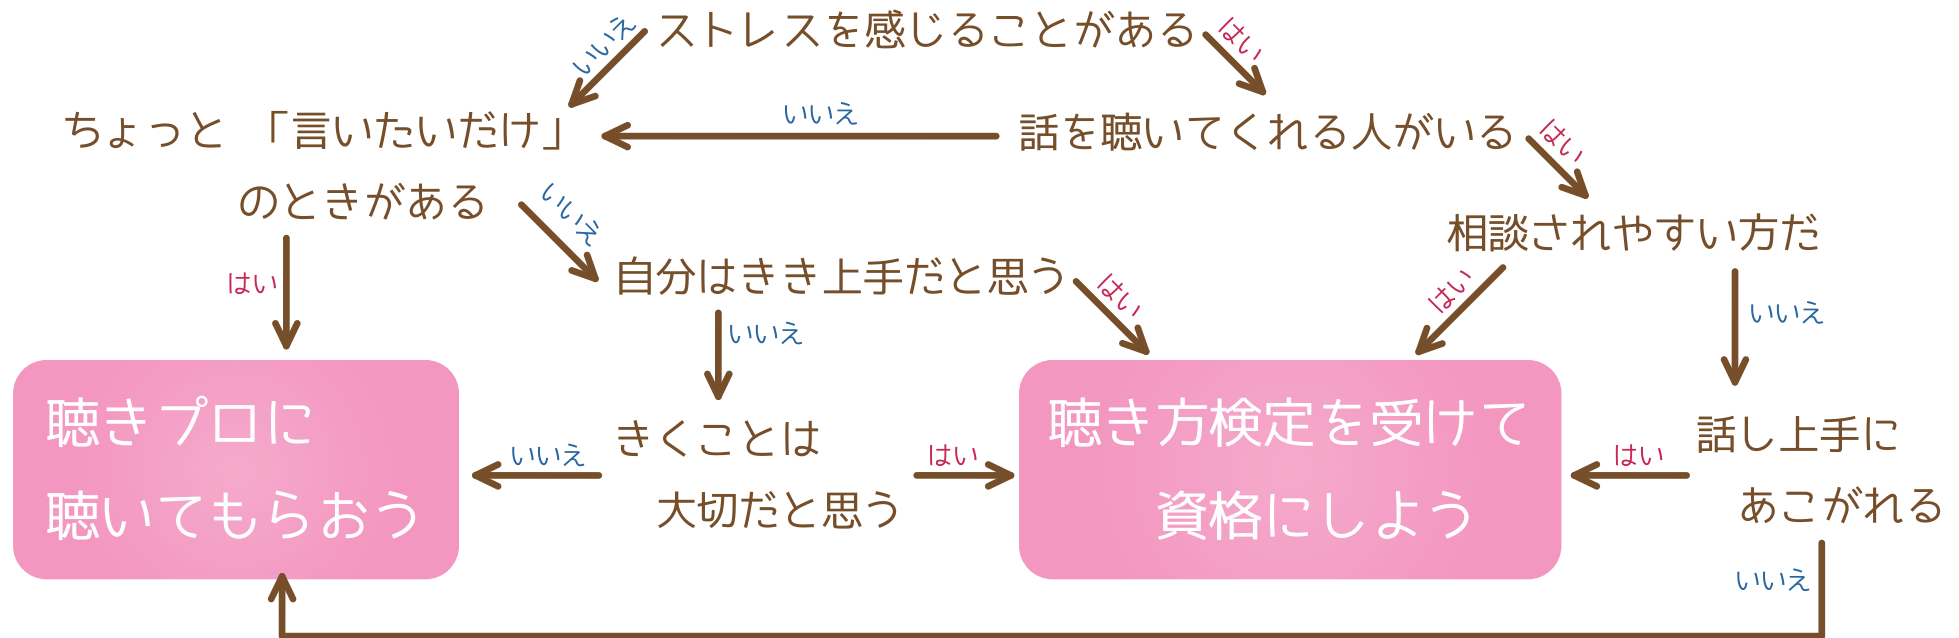 ストレスを感じることがある
いいえ
はい
ちょっと 「言いたいだけ」
のときがある
いいえ
話を聴いてくれる人がいる
はい
いいえ
はい
自分はきき上手だと思う
はい
いいえ
相談されやすい方だ
はい
いいえ
聴きプロに
聴いてもらおう
いいえ
きくことは
大切だと思う
はい
聴き方検定を受けて
資格にしよう
はい
話し上手に
あこがれる
いいえ